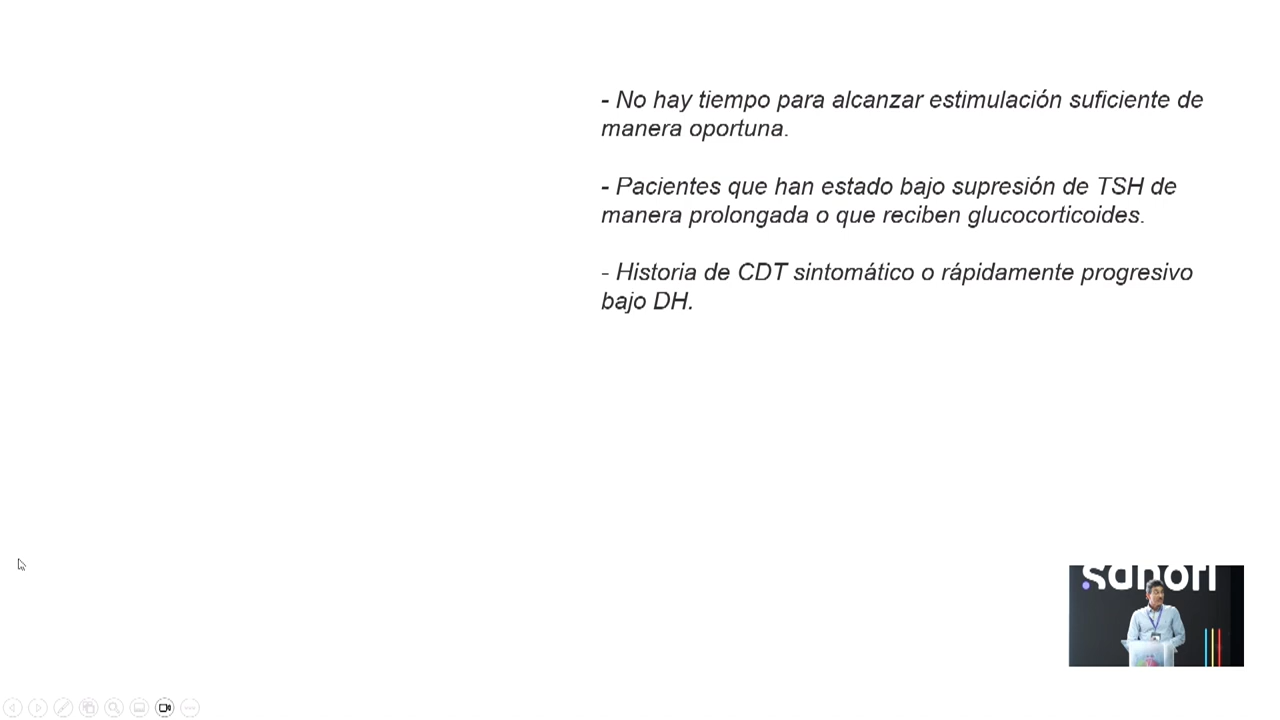 - No hay tiempo para alcanzar estimulación suficiente de
manera oportuna.
- Pacientes que han estado bajo supresión de TSH de
manera prolongada o que reciben glucocorticoides.
- Historia de CDT sintomático o rápidamente progresivo
bajo DH.
sanofi